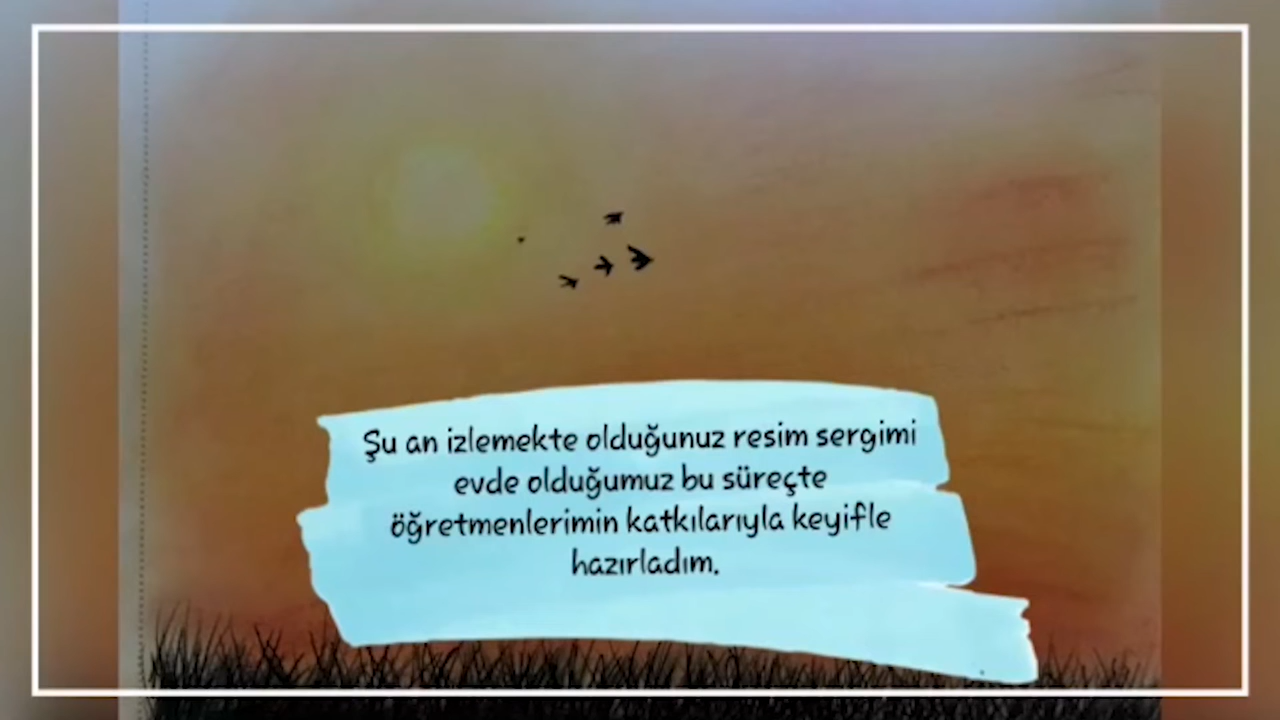 Şu an izlemekte olduğunuz resim sergimi
evde olduğumuz bu süreçte
öğretmenlerimin katkılarıyla keyifle
hazırladım.